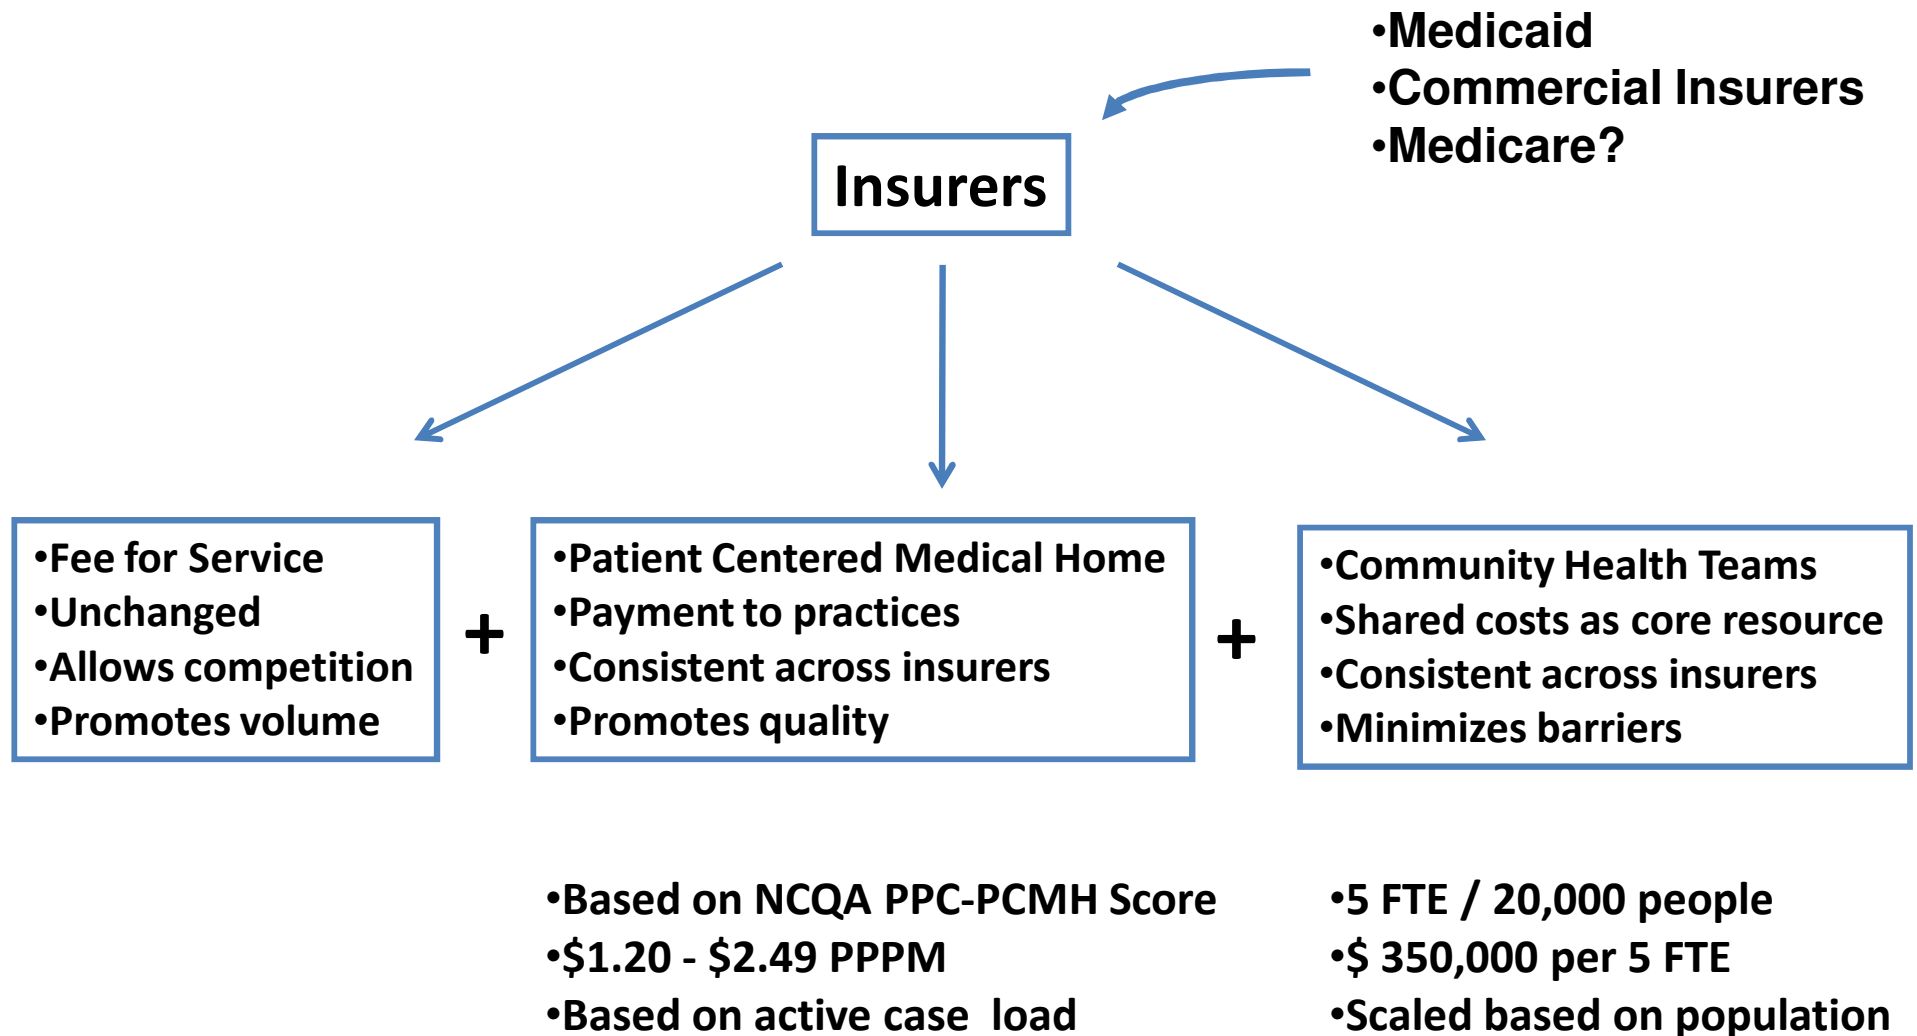 •Medicaid
•Commercial Insurers
•Medicare?
Insurers
•Fee for Service
•Unchanged
•Allows competition
•Promotes volume
+
•Patient Centered Medical Home
•Payment to practices
•Consistent across insurers
•Promotes quality
+
•Community Health Teams
•Shared costs as core resource
•Consistent across insurers
•Minimizes barriers
•Based on NCQA PPC-PCMH Score
•$1.20 - $2.49 PPPM
•Based on active case  load
•5 FTE / 20,000 people
•$ 350,000 per 5 FTE
•Scaled based on population